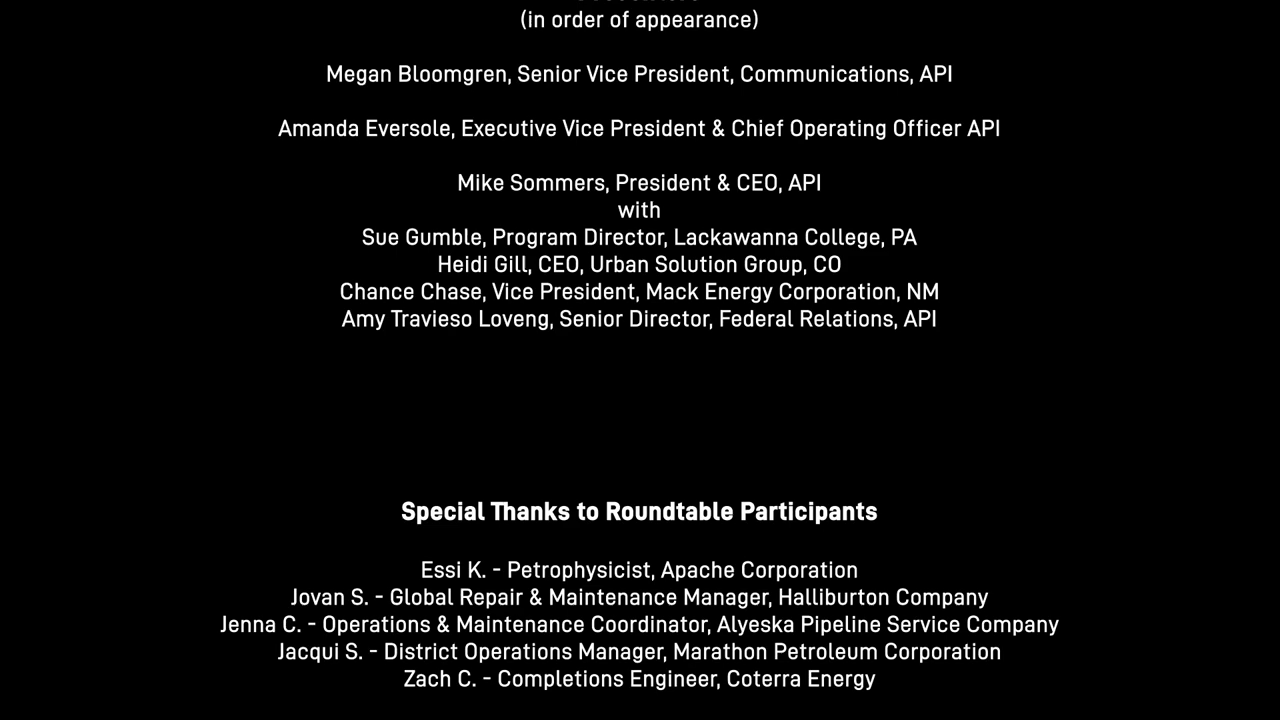 (in order of appearance)
Megan Bloomgren, Senior Vice President, Communications, API
Amanda Eversole, Executive Vice President & Chief Operating Officer API
Mike Sommers, President & CEO, API
with
Sue Gumble, Program Director, Lackawanna College, PA
Heidi Gill, CEO, Urban Solution Group, CO
Chance Chase, Vice President, Mack Energy Corporation, NM
Amy Travieso Loveng, Senior Director, Federal Relations, API
Special Thanks to Roundtable Participants
Essi K. - Petrophysicist, Apache Corporation
Jovan S. - Global Repair & Maintenance Manager, Halliburton Company
Jenna C. - Operations & Maintenance Coordinator, Alyeska Pipeline Service Company
Jacqui S. - District Operations Manager, Marathon Petroleum Corporation
Zach C. - Completions Engineer, Coterra Energy